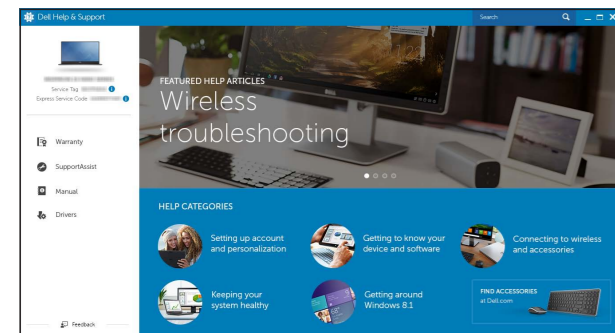 Dell Help & Support
Search
Service Tag
Express Service Code
Warranty
SupportAssist
Manual
Drivers
Feedback
FEATURED HELP ARTICLES
Wireless
troubleshooting
HELP CATEGORIES
Setting up account
and personalization
Getting to know your
device and software
Connecting to wireless
and accessories
Keeping your
system healthy
Getting around
Windows 8.1
FIND ACCESSORIES
at Dell.com